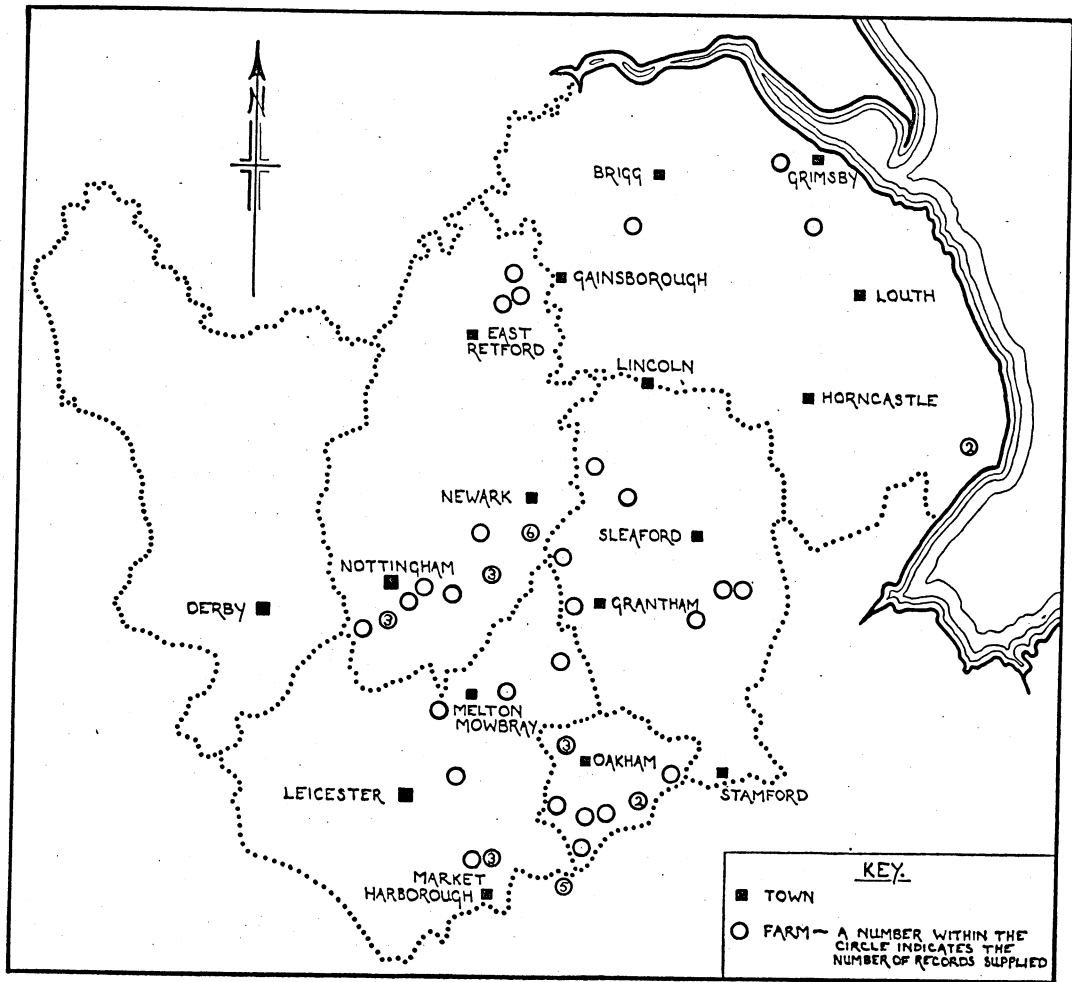 N
BRIGG
GRIMSBY
GAINSBOROUGH
LOUTH
EAST
RETFORD
LINCOLN
HORNCASTLE
2
NEWARK
6
SLEAFORD
NOTTINGHAM
3
DERBY
GRANTHAM
3
MELTON
MOWBRAY
3
OAKHAM
LEICESTER
2
STAMFORD
3
MARKET
HARBOROUGH
5
KEY.
TOWN
FARM ~ A NUMBER WITHIN THE
CIRCLE INDICATES THE
NUMBER OF RECORDS SUPPLIED